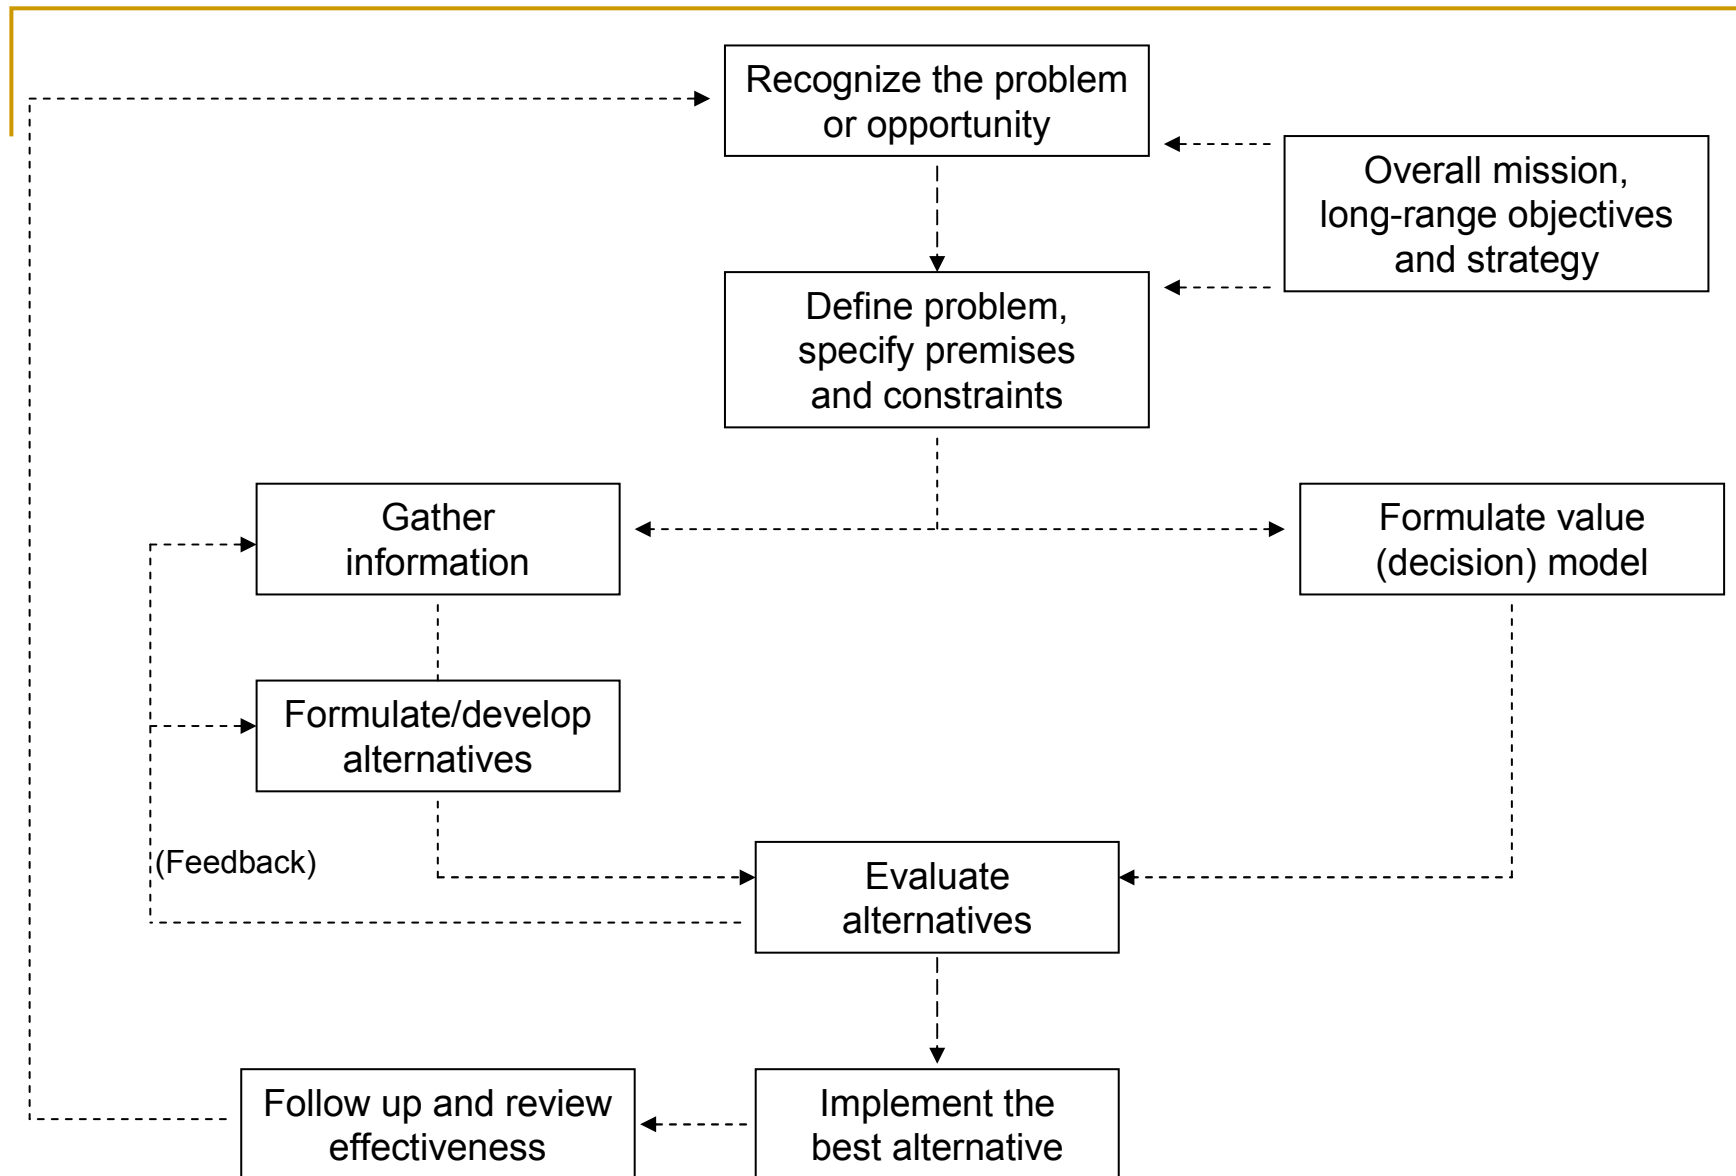 Recognize the problem
or opportunity
Overall mission,
long-range objectives
and strategy
Define problem,
specify premises
and constraints
Gather
information
Formulate value
(decision) model
Formulate/develop
alternatives
(Feedback)
Evaluate
alternatives
Follow up and review
effectiveness
Implement the
best alternative